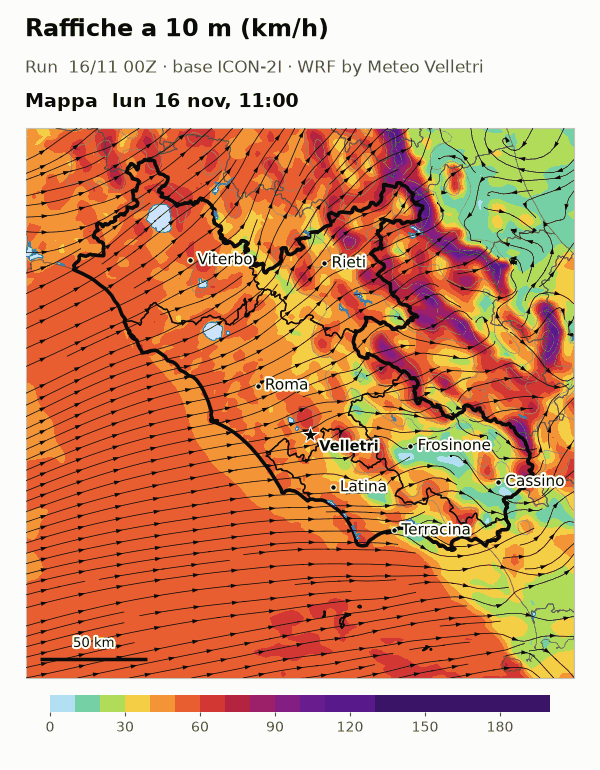 Raffiche a 10 m (km/h)
Run  16/11 00Z · base ICON-2I · WRF by Meteo Velletri
Mappa  lun 16 nov, 11:00
Viterbo
Rieti
Roma
Velletri
Frosinone
Latina
Cassino
Terracina
50 km
0 30 60 90 120 150 180